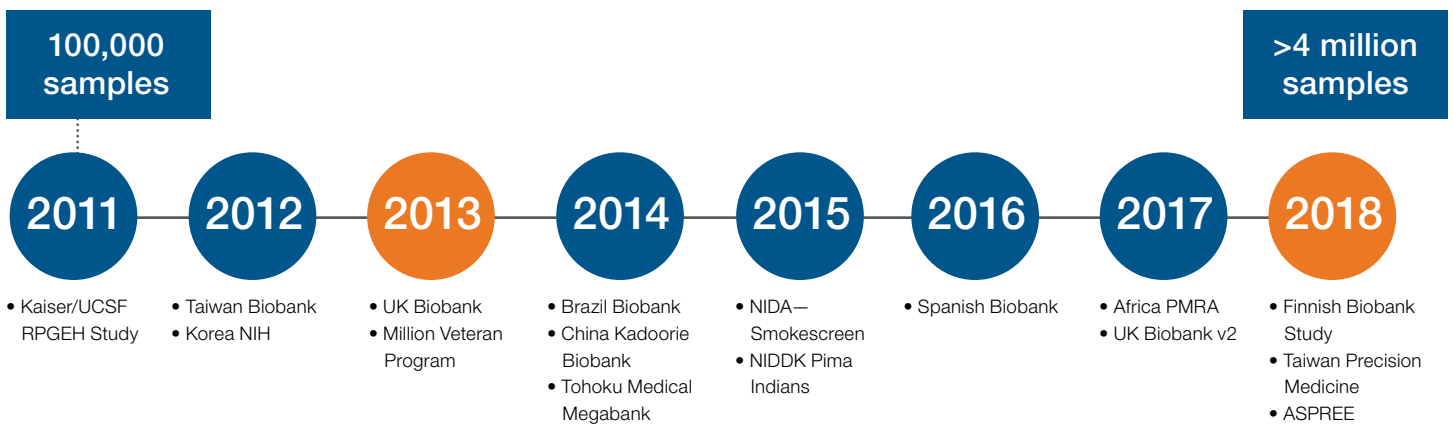 100,000
samples
>4 million
samples
2011
2012
2013
2014
2015
2016
2017
2018
• Kaiser/UCSF
RPGEH Study
• Taiwan Biobank
• Korea NIH
• UK Biobank
• Million Veteran
Program
• Brazil Biobank
• China Kadoorie
Biobank
• Tohoku Medical
Megabank
• NIDA—
Smokescreen
• NIDDK Pima
Indians
• Spanish Biobank
• Africa PMRA
• UK Biobank v2
• Finnish Biobank
Study
• Taiwan Precision
Medicine
• ASPREE